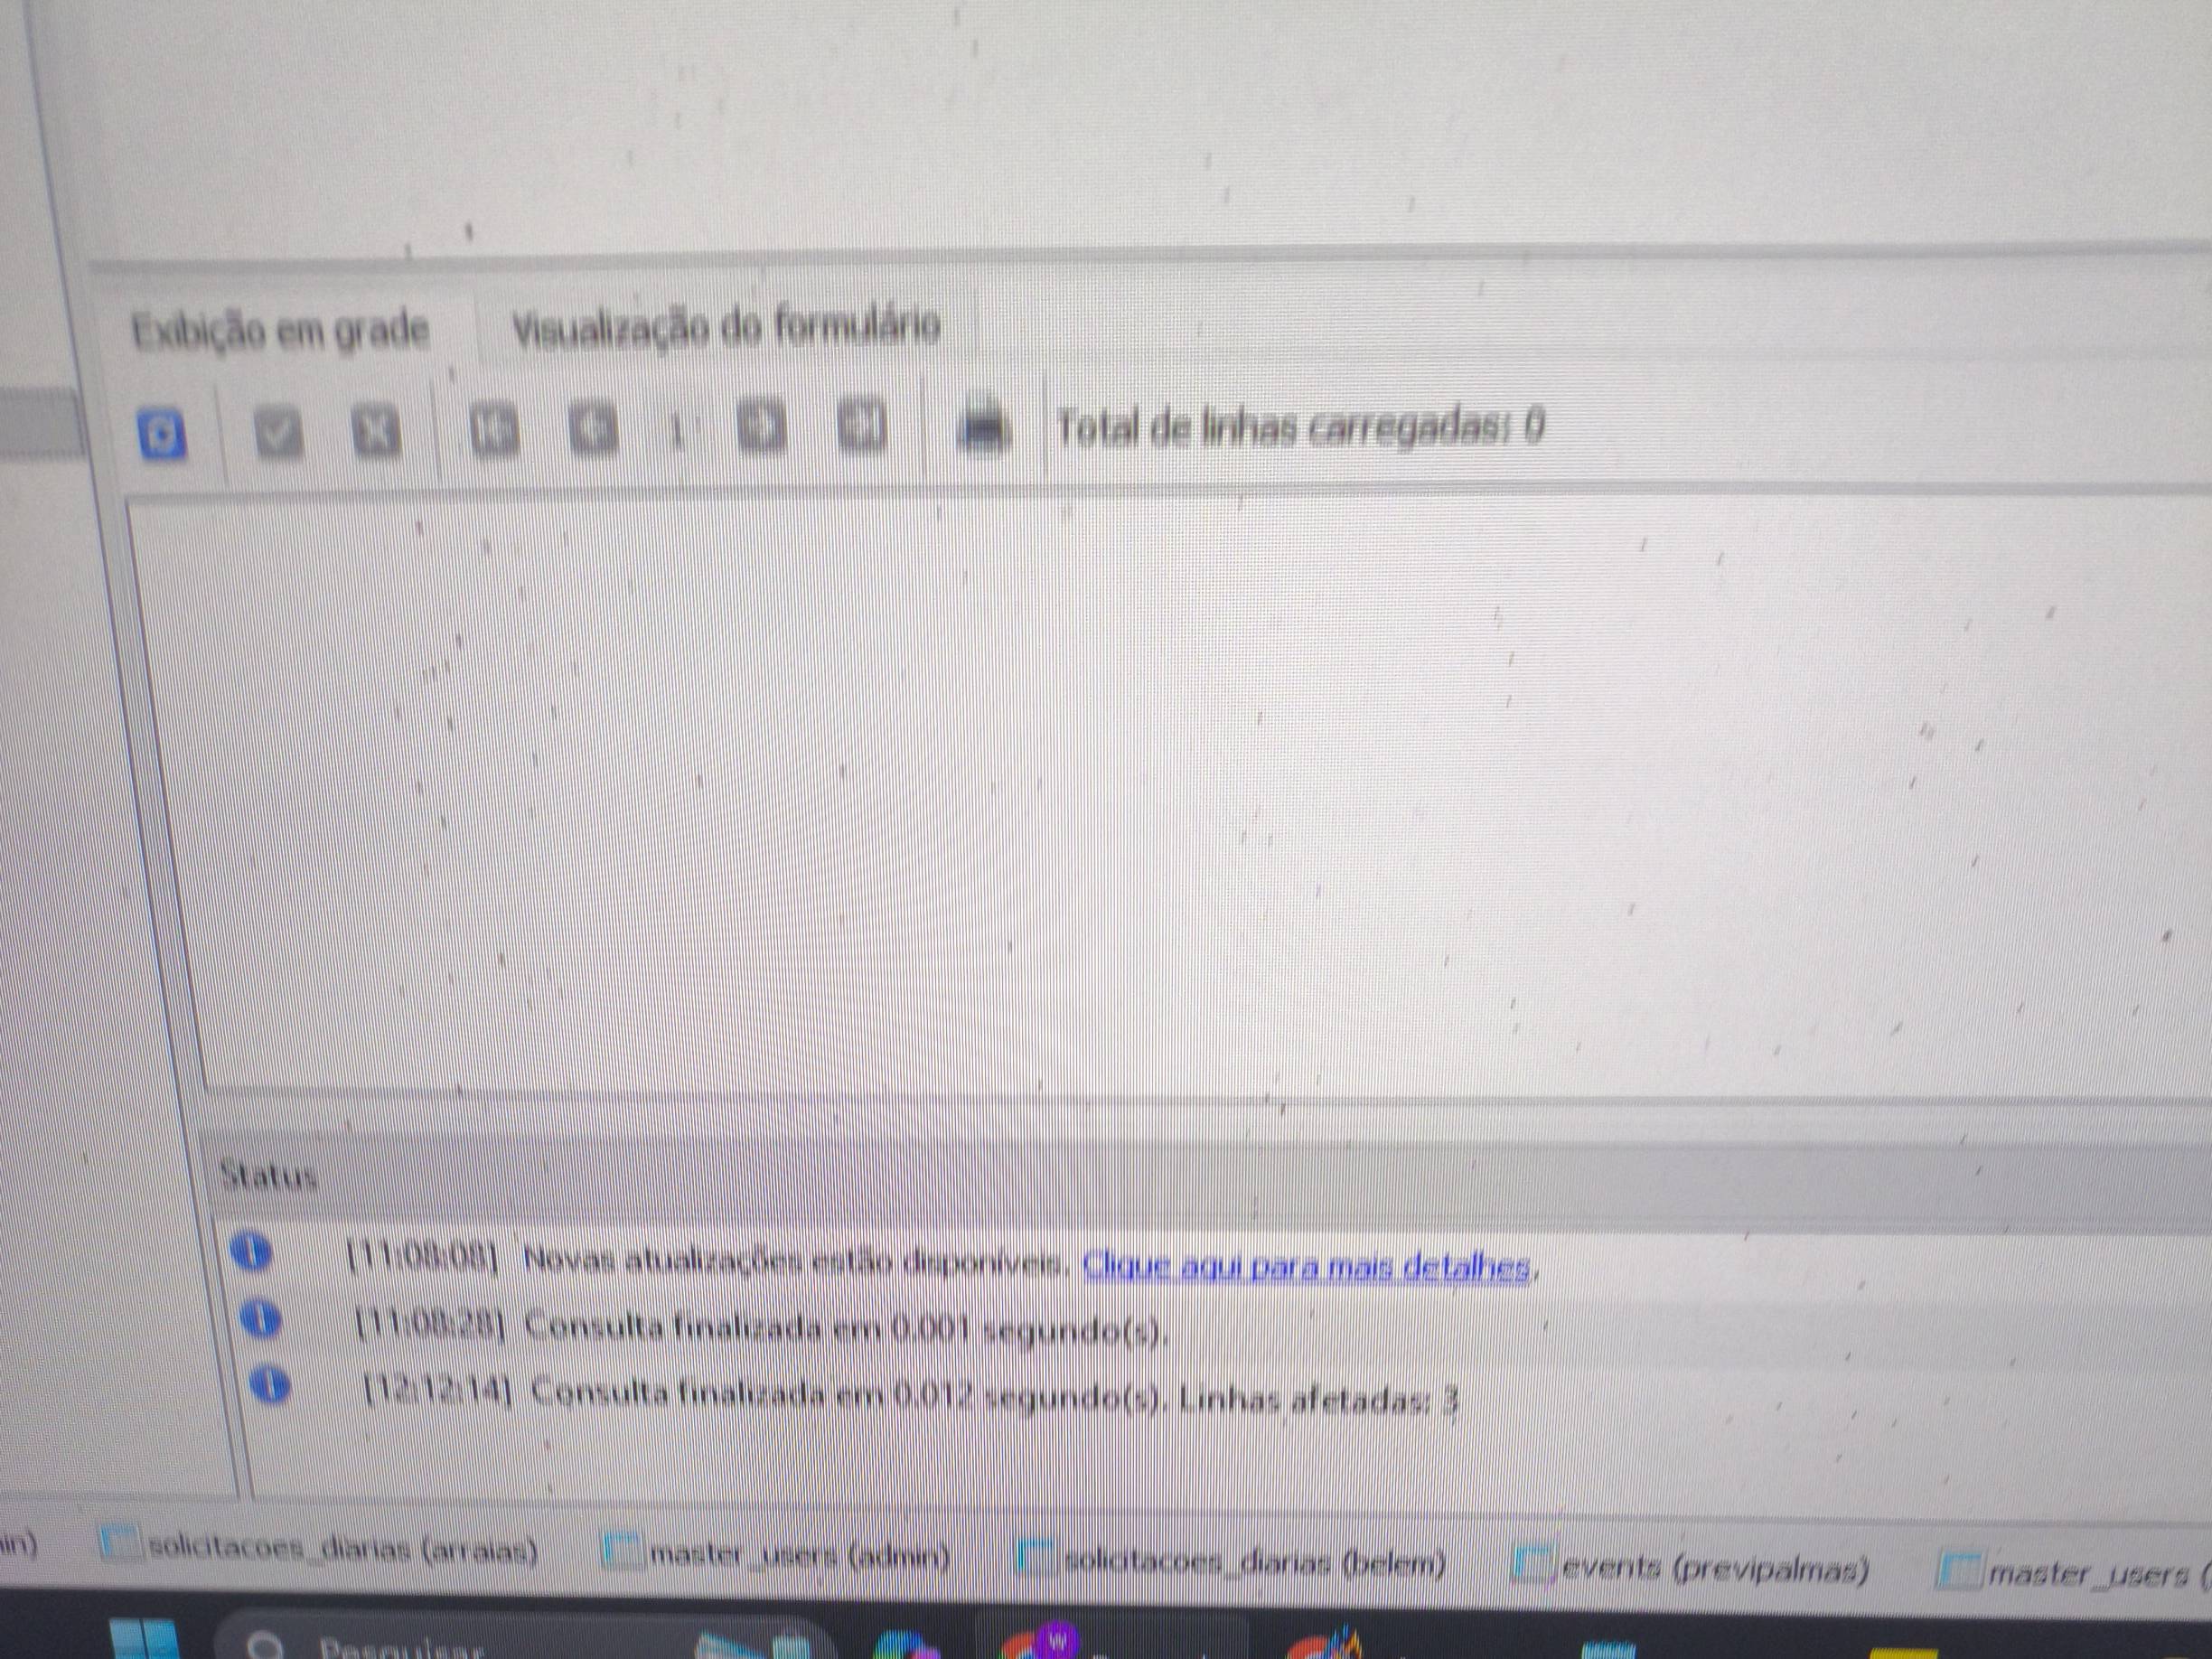 Exibição em grade Visualização do formulário
1 Total de linhas carregadas: 0
Status
[11:08:08] Novas atualizações estão disponíveis. Clique aqui para mais detalhes.
[11:08:28] Consulta finalizada em 0.001 segundo(s).
[12:12:14] Consulta finalizada em 0.012 segundo(s). Linhas afetadas: 3
in) solicitacoes_diarias (arraias) master_users (admin) solicitacoes_diarias (belem) events (previpalmas) master_users (
Pesquisar W